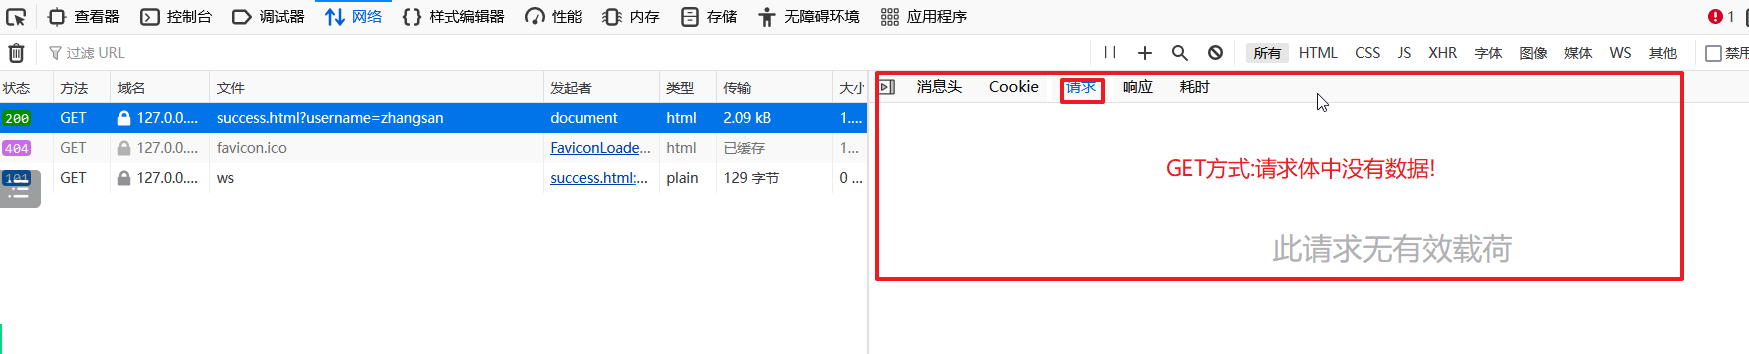 查看器 控制台 调试器 网络 样式编辑器 性能 内存 存储 无障碍环境 应用程序 1
过滤 URL 所有 HTML CSS JS XHR 字体 图像 媒体 WS 其他 禁用
状态 方法 域名 文件 发起者 类型 传输 大小
消息头 Cookie 请求 响应 耗时
200 GET 127.0.0.... success.html?username=zhangsan document html 2.09 kB 1....
404 GET 127.0.0.... favicon.ico FaviconLoade... html 已缓存 1...
101 GET 127.0.0.... ws success.html:... plain 129 字节 0 ...
GET方式:请求体中没有数据!
此请求无有效载荷